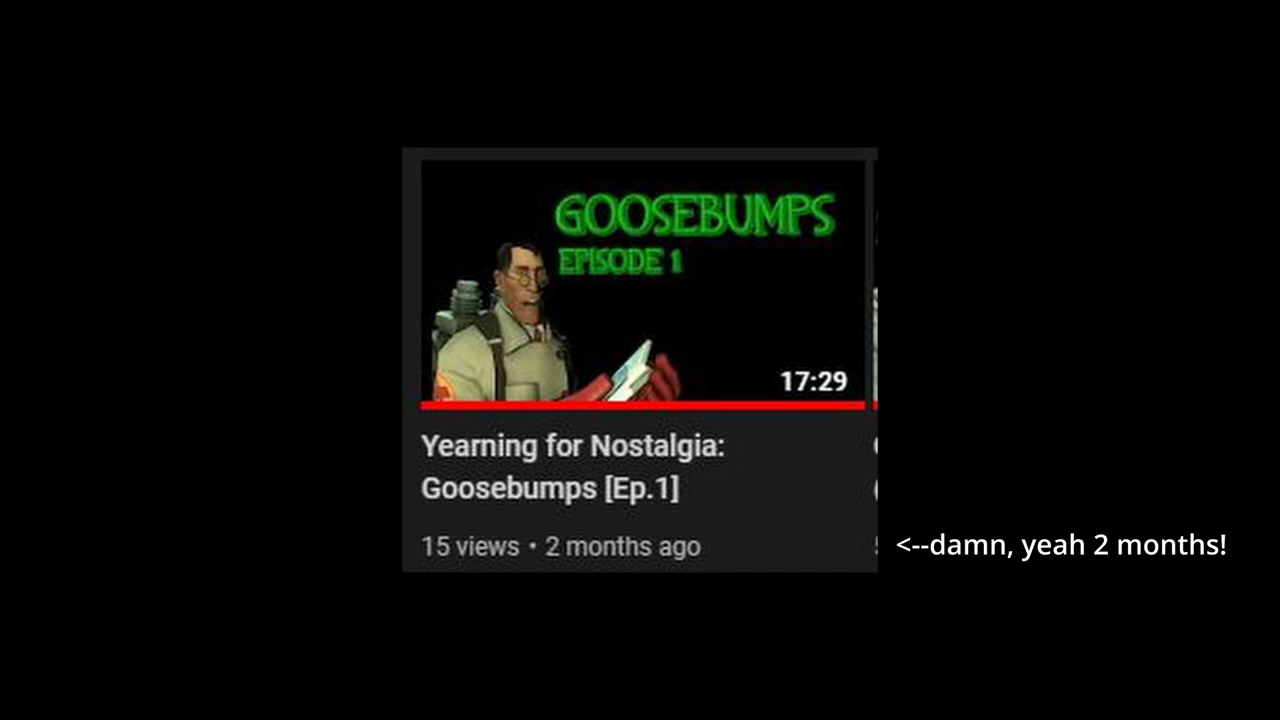 GOOSEBUMPS
EPISODE 1
17:29
Yearning for Nostalgia:
Goosebumps [Ep.1]
15 views • 2 months ago
<--damn, yeah 2 months!